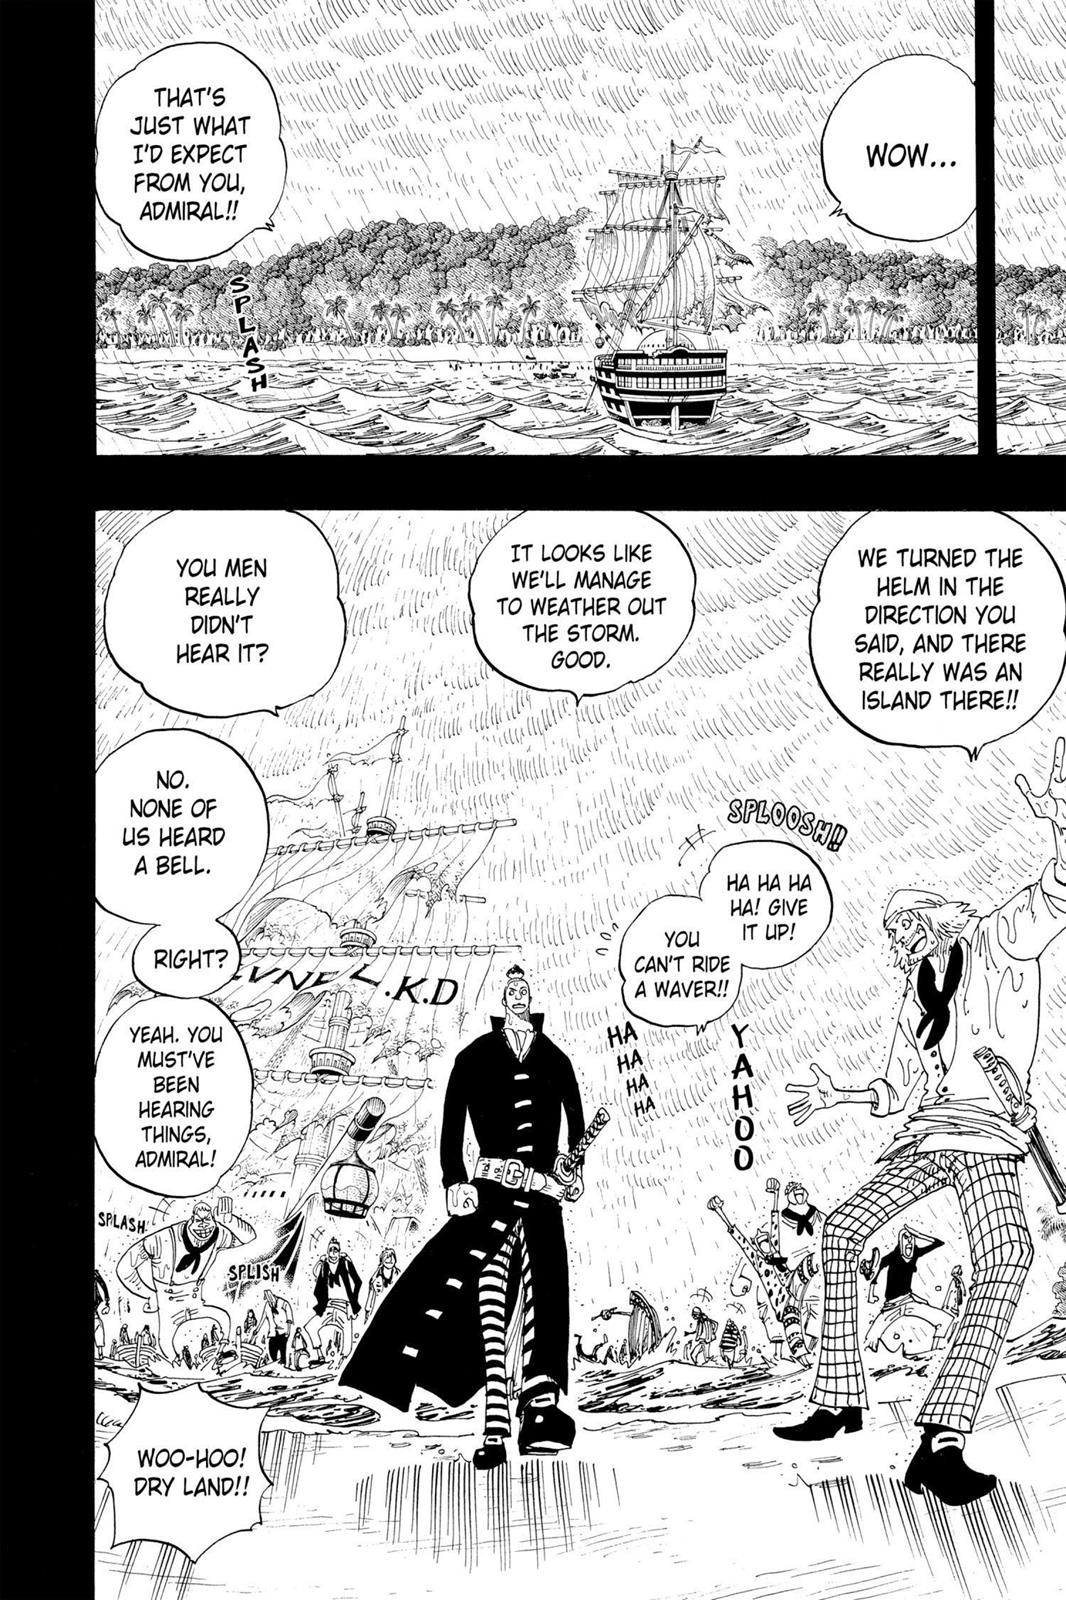 WOW...
THAT'S
JUST WHAT
I'D EXPECT
FROM YOU,
ADMIRAL!!
SPLASH
WE TURNED THE
HELM IN THE
DIRECTION YOU
SAID, AND THERE
REALLY WAS AN
ISLAND THERE!!
IT LOOKS LIKE
WE'LL MANAGE
TO WEATHER OUT
THE STORM.
GOOD.
YOU MEN
REALLY
DIDN'T
HEAR IT?
SPLOOSH!!
HA HA HA
HA! GIVE
IT UP!
YOU
CAN'T RIDE
A WAVER!!
YAHOO
HA
HA
HA
HA
NO.
NONE OF
US HEARD
A BELL.
RIGHT?
.K.D
YEAH. YOU
MUST'VE
BEEN
HEARING
THINGS,
ADMIRAL!
SPLASH
SPLISH
WOO-HOO!
DRY LAND!!